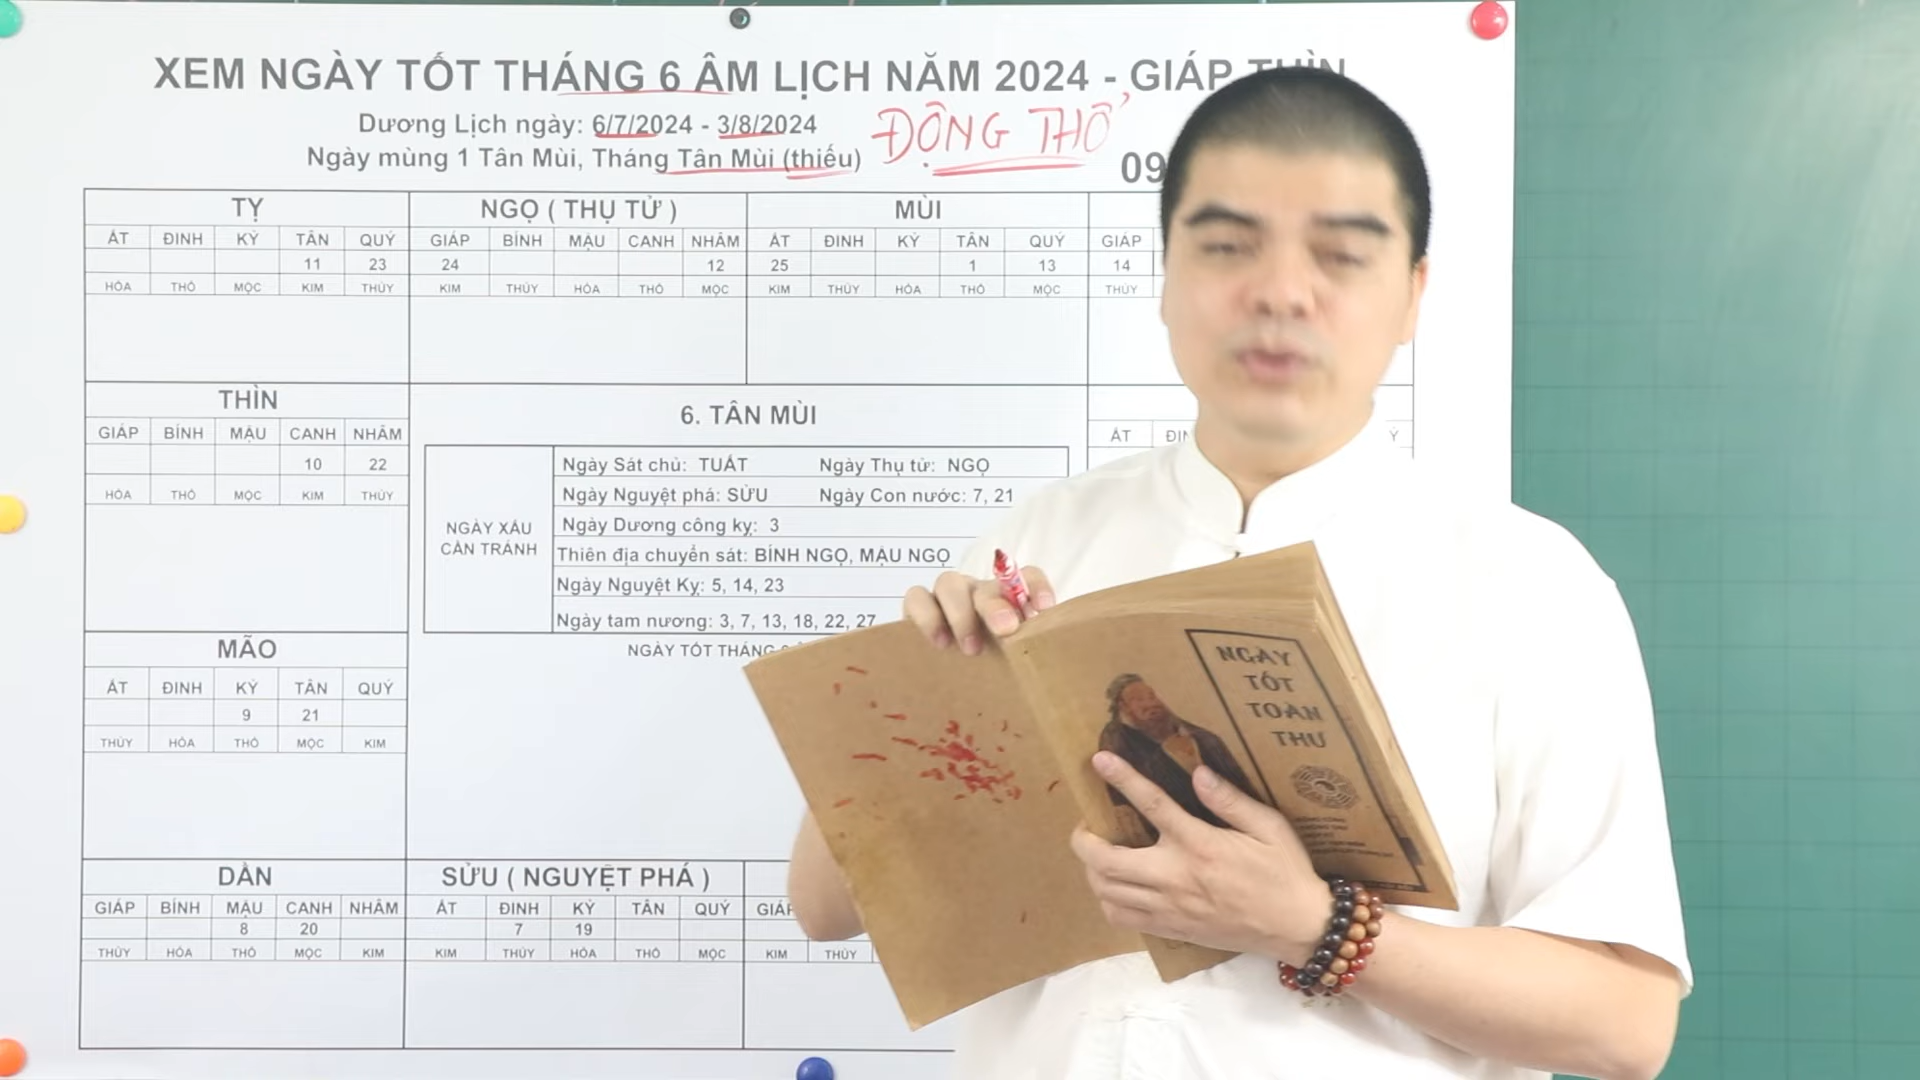 XEM NGÀY TỐT THÁNG 6 ÂM LỊCH NĂM 2024 - GIÁP THÌN
Dương Lịch ngày: 6/7/2024 - 3/8/2024
ĐỘNG THỔ
Ngày mùng 1 Tân Mùi, Tháng Tân Mùi (thiếu)
09
TỴ
NGỌ ( THỤ TỬ )
MÙI
ẤT ĐINH KỶ TÂN QUÝ GIÁP BÍNH MẬU CANH NHÂM ẤT ĐINH KỶ TÂN QUÝ GIÁP
11 23 24 12 25 1 13 14
HỎA THỔ MỘC KIM THỦY KIM THỦY HỎA THỔ MỘC KIM THỦY HỎA THỔ MỘC THỦY
THÌN
GIÁP BÍNH MẬU CANH NHÂM
10 22
HỎA THỔ MỘC KIM THỦY
6. TÂN MÙI
ẤT
NGÀY XẤU
CẦN TRÁNH
Ngày Sát chủ: TUẤT Ngày Thụ tử: NGỌ
Ngày Nguyệt phá: SỬU Ngày Con nước: 7, 21
Ngày Dương công kỵ: 3
Thiên địa chuyển sát: BÍNH NGỌ, MẬU NGỌ
Ngày Nguyệt Kỵ: 5, 14, 23
Ngày tam nương: 3, 7, 13, 18, 22, 27
NGÀY TỐT THÁNG
MÃO
ẤT ĐINH KỶ TÂN QUÝ
9 21
THỦY HỎA THỔ MỘC KIM
DẦN
GIÁP BÍNH MẬU CANH NHÂM
8 20
THỦY HỎA THỔ MỘC KIM
SỬU ( NGUYỆT PHÁ )
ẤT ĐINH KỶ TÂN QUÝ
7 19
KIM THỦY HỎA THỔ MỘC
KIM THỦY
NGÀY
TỐT
TOÀN
THƯ